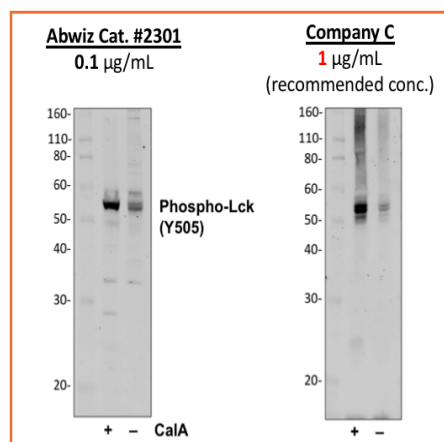 Abwiz Cat. #2301
0.1 µg/mL
160-
110-
80-
60-
50-
40-
30-
20-
Phospho-Lck
(Y505)
+ – CalA
Company C
1 µg/mL
(recommended conc.)
160-
110-
80-
60-
50-
40-
30-
20-
+ –